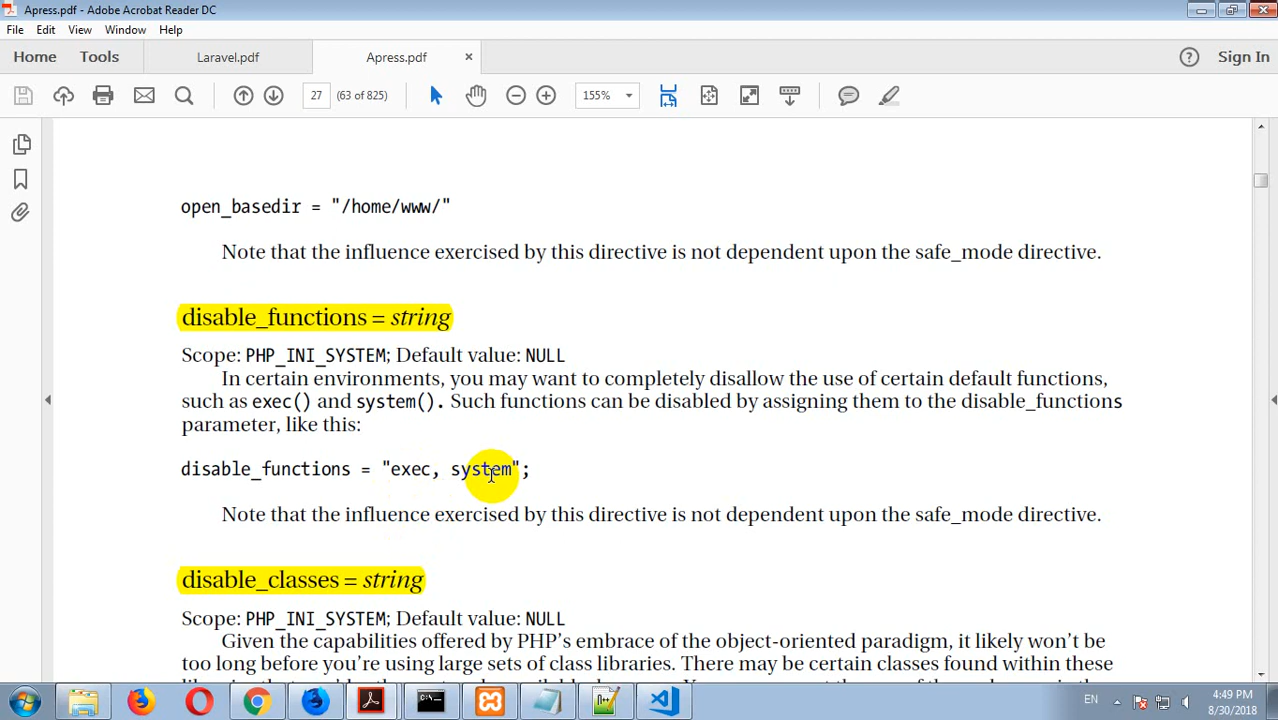 Apress.pdf - Adobe Acrobat Reader DC
File Edit View Window Help
Home Tools Laravel.pdf Apress.pdf × Sign In
27 (63 of 825) 155%
open_basedir = "/home/www/"
Note that the influence exercised by this directive is not dependent upon the safe_mode directive.
disable_functions = string
Scope: PHP_INI_SYSTEM; Default value: NULL
In certain environments, you may want to completely disallow the use of certain default functions,
such as exec() and system(). Such functions can be disabled by assigning them to the disable_functions
parameter, like this:
disable_functions = "exec, system";
Note that the influence exercised by this directive is not dependent upon the safe_mode directive.
disable_classes = string
Scope: PHP_INI_SYSTEM; Default value: NULL
Given the capabilities offered by PHP's embrace of the object-oriented paradigm, it likely won't be
too long before you're using large sets of class libraries. There may be certain classes found within these
EN 4:49 PM
8/30/2018